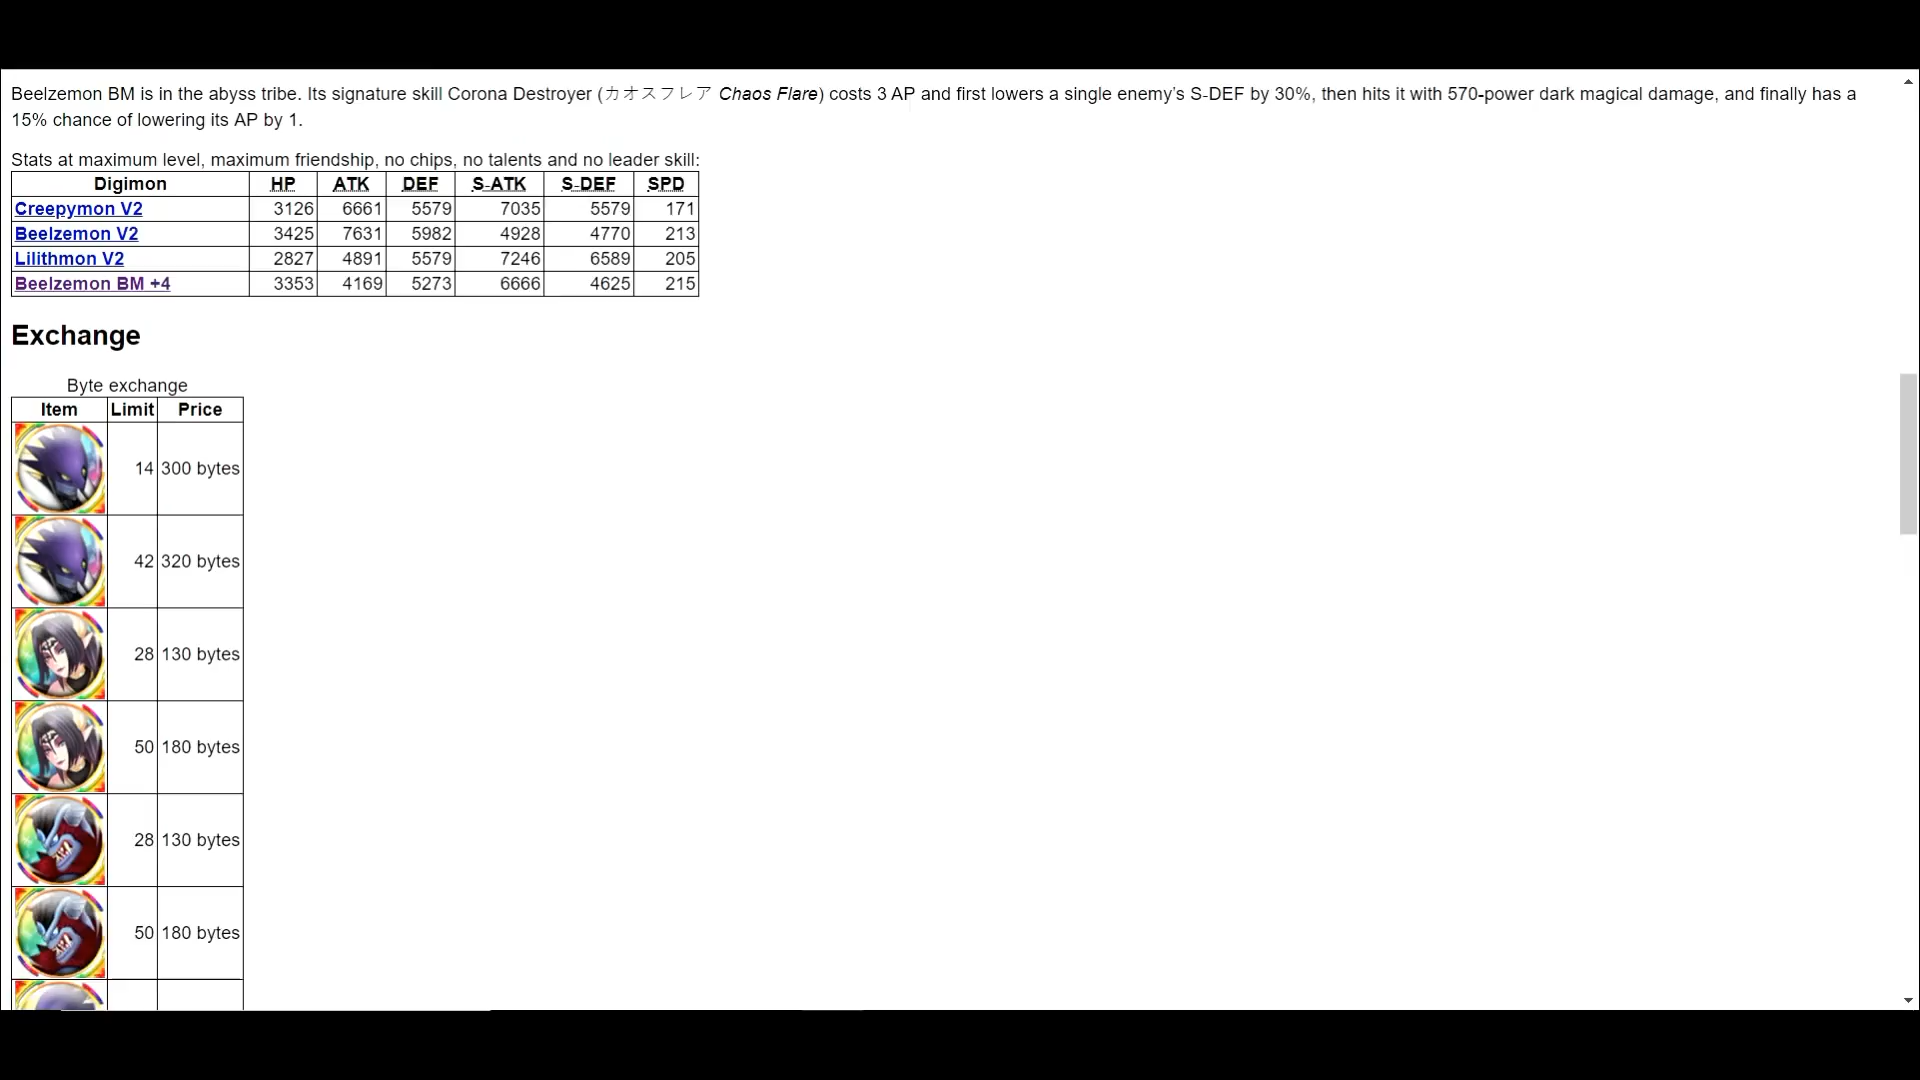 Beelzemon BM is in the abyss tribe. Its signature skill Corona Destroyer (カオスフレア Chaos Flare) costs 3 AP and first lowers a single enemy’s S-DEF by 30%, then hits it with 570-power dark magical damage, and finally has a
15% chance of lowering its AP by 1.
Stats at maximum level, maximum friendship, no chips, no talents and no leader skill:
Digimon HP ATK DEF S-ATK S-DEF SPD
Creepymon V2 3126 6661 5579 7035 5579 171
Beelzemon V2 3425 7631 5982 4928 4770 213
Lilithmon V2 2827 4891 5579 7246 6589 205
Beelzemon BM +4 3353 4169 5273 6666 4625 215
Exchange
Byte exchange
Item Limit Price
14 300 bytes
42 320 bytes
28 130 bytes
50 180 bytes
28 130 bytes
50 180 bytes